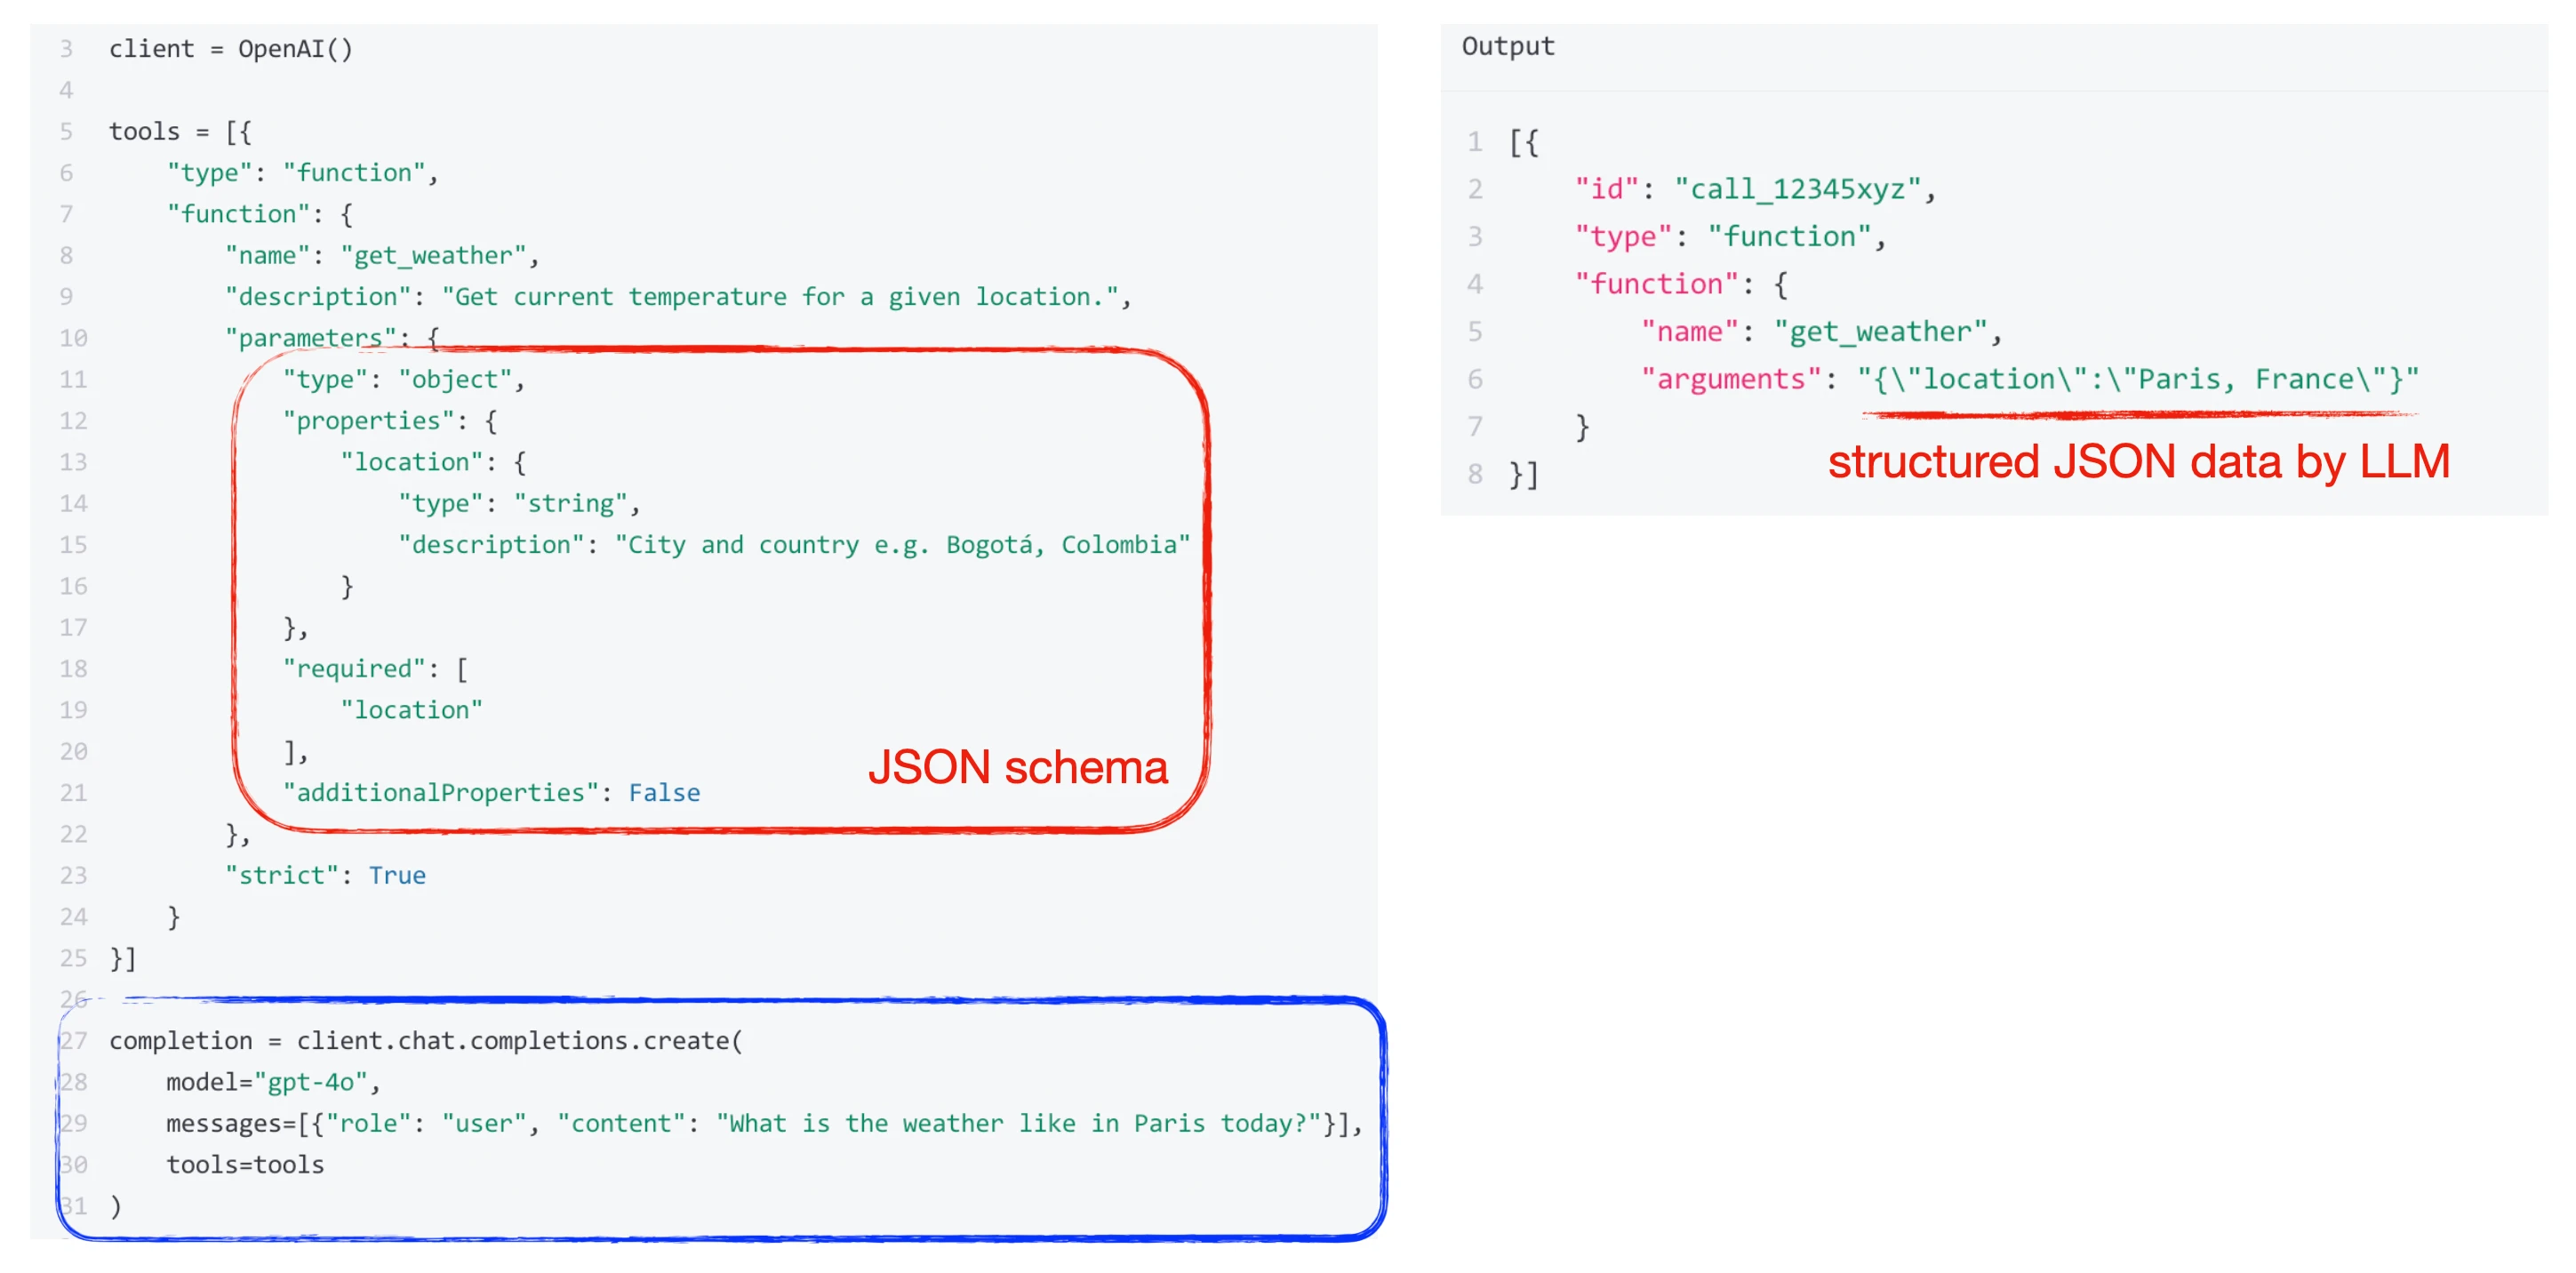 3 client = OpenAI()
4
5 tools = [{
6 "type": "function",
7 "function": {
8 "name": "get_weather",
9 "description": "Get current temperature for a given location.",
10 "parameters": {
11 "type": "object",
12 "properties": {
13 "location": {
14 "type": "string",
15 "description": "City and country e.g. Bogotá, Colombia"
16 }
17 },
18 "required": [
19 "location"
20 ],
21 "additionalProperties": False
JSON schema
22 },
23 "strict": True
24 }
25 }]
26
27 completion = client.chat.completions.create(
28 model="gpt-4o",
29 messages=[{"role": "user", "content": "What is the weather like in Paris today?"}],
30 tools=tools
31 )
Output
1 [{
2 "id": "call_12345xyz",
3 "type": "function",
4 "function": {
5 "name": "get_weather",
6 "arguments": "{\"location\":\"Paris, France\"}"
7 }
structured JSON data by LLM
8 }]